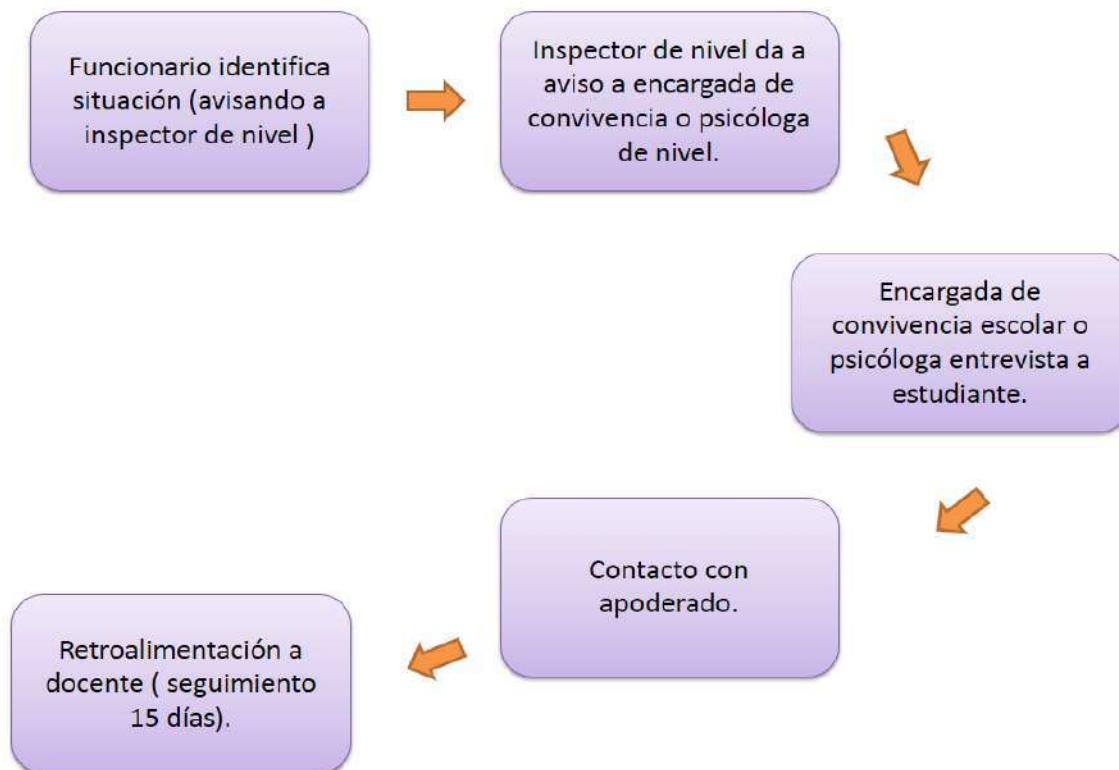 Funcionario identifica
situación (avisando a
inspector de nivel )
Inspector de nivel da a
aviso a encargada de
convivencia o psicóloga
de nivel.
Encargada de
convivencia escolar o
psicóloga entrevista a
estudiante.
Contacto con
apoderado.
Retroalimentación a
docente ( seguimiento
15 días).